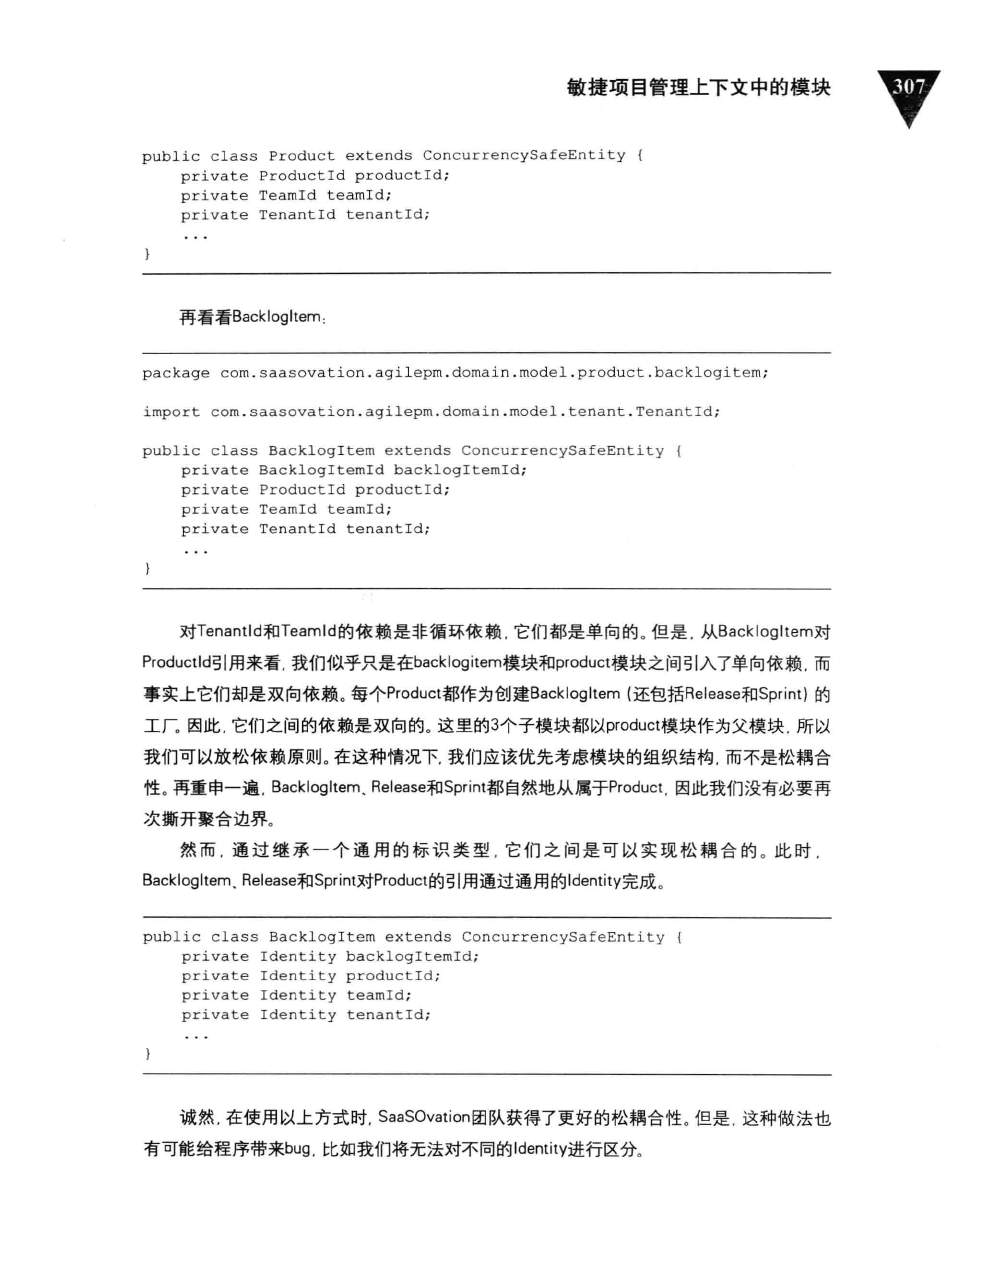 敏捷项目管理上下文中的模块
307
public class Product extends ConcurrencySafeEntity {
    private ProductId productId;
    private TeamId teamId;
    private TenantId tenantId;
    ...
}
再看看BacklogItem：
package com.saasovation.agilepm.domain.model.product.backlogitem;
import com.saasovation.agilepm.domain.model.tenant.TenantId;
public class BacklogItem extends ConcurrencySafeEntity {
    private BacklogItemId backlogItemId;
    private ProductId productId;
    private TeamId teamId;
    private TenantId tenantId;
    ...
}
对TenantId和TeamId的依赖是非循环依赖，它们都是单向的。但是，从BacklogItem对
ProductId引用来看，我们似乎只是在backlogitem模块和product模块之间引入了单向依赖，而
事实上它们却是双向依赖。每个Product都作为创建BacklogItem（还包括Release和Sprint）的
工厂。因此，它们之间的依赖是双向的。这里的3个子模块都以product模块作为父模块，所以
我们可以放松依赖原则。在这种情况下，我们应该优先考虑模块的组织结构，而不是松耦合
性。再重申一遍，BacklogItem、Release和Sprint都自然地从属于Product，因此我们没有必要再
次撕开聚合边界。
然而，通过继承一个通用的标识类型，它们之间是可以实现松耦合的。此时，
BacklogItem、Release和Sprint对Product的引用通过通用的Identity完成。
public class BacklogItem extends ConcurrencySafeEntity {
    private Identity backlogItemId;
    private Identity productId;
    private Identity teamId;
    private Identity tenantId;
    ...
}
诚然，在使用以上方式时，SaaSOvation团队获得了更好的松耦合性。但是，这种做法也
有可能给程序带来bug，比如我们将无法对不同的Identity进行区分。